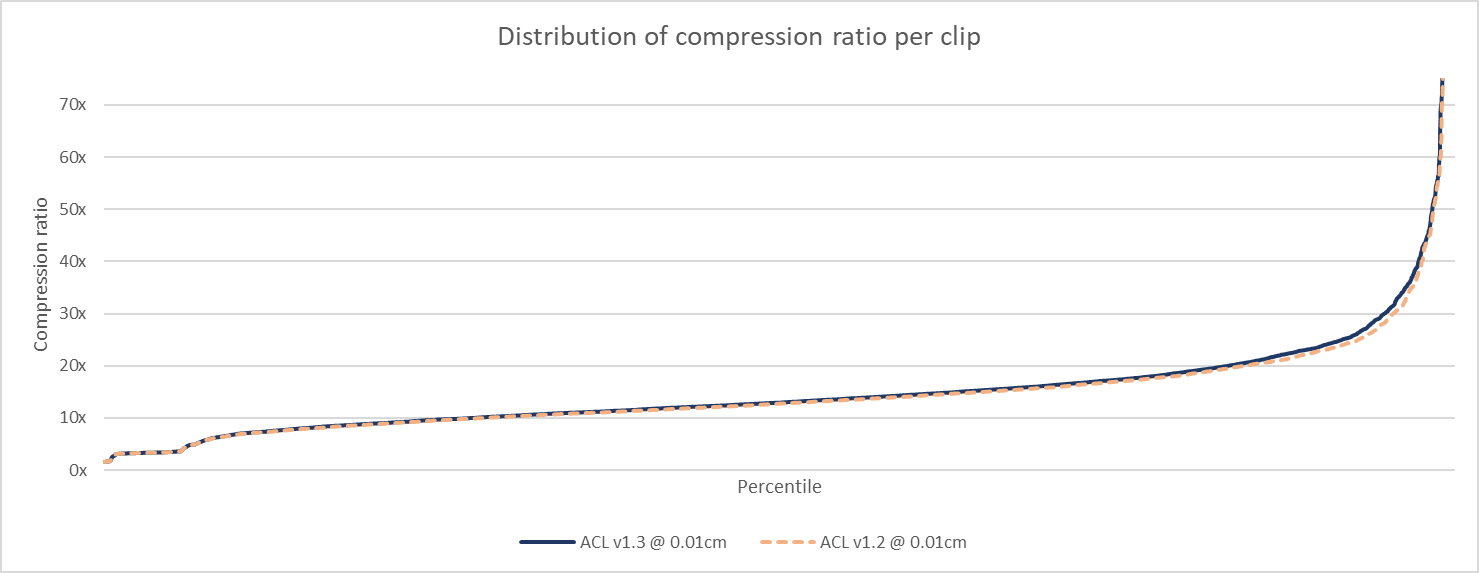 Distribution of compression ratio per clip
70x
60x
50x
40x
30x
20x
10x
0x
Compression ratio
Percentile
ACL v1.3 @ 0.01cm
ACL v1.2 @ 0.01cm